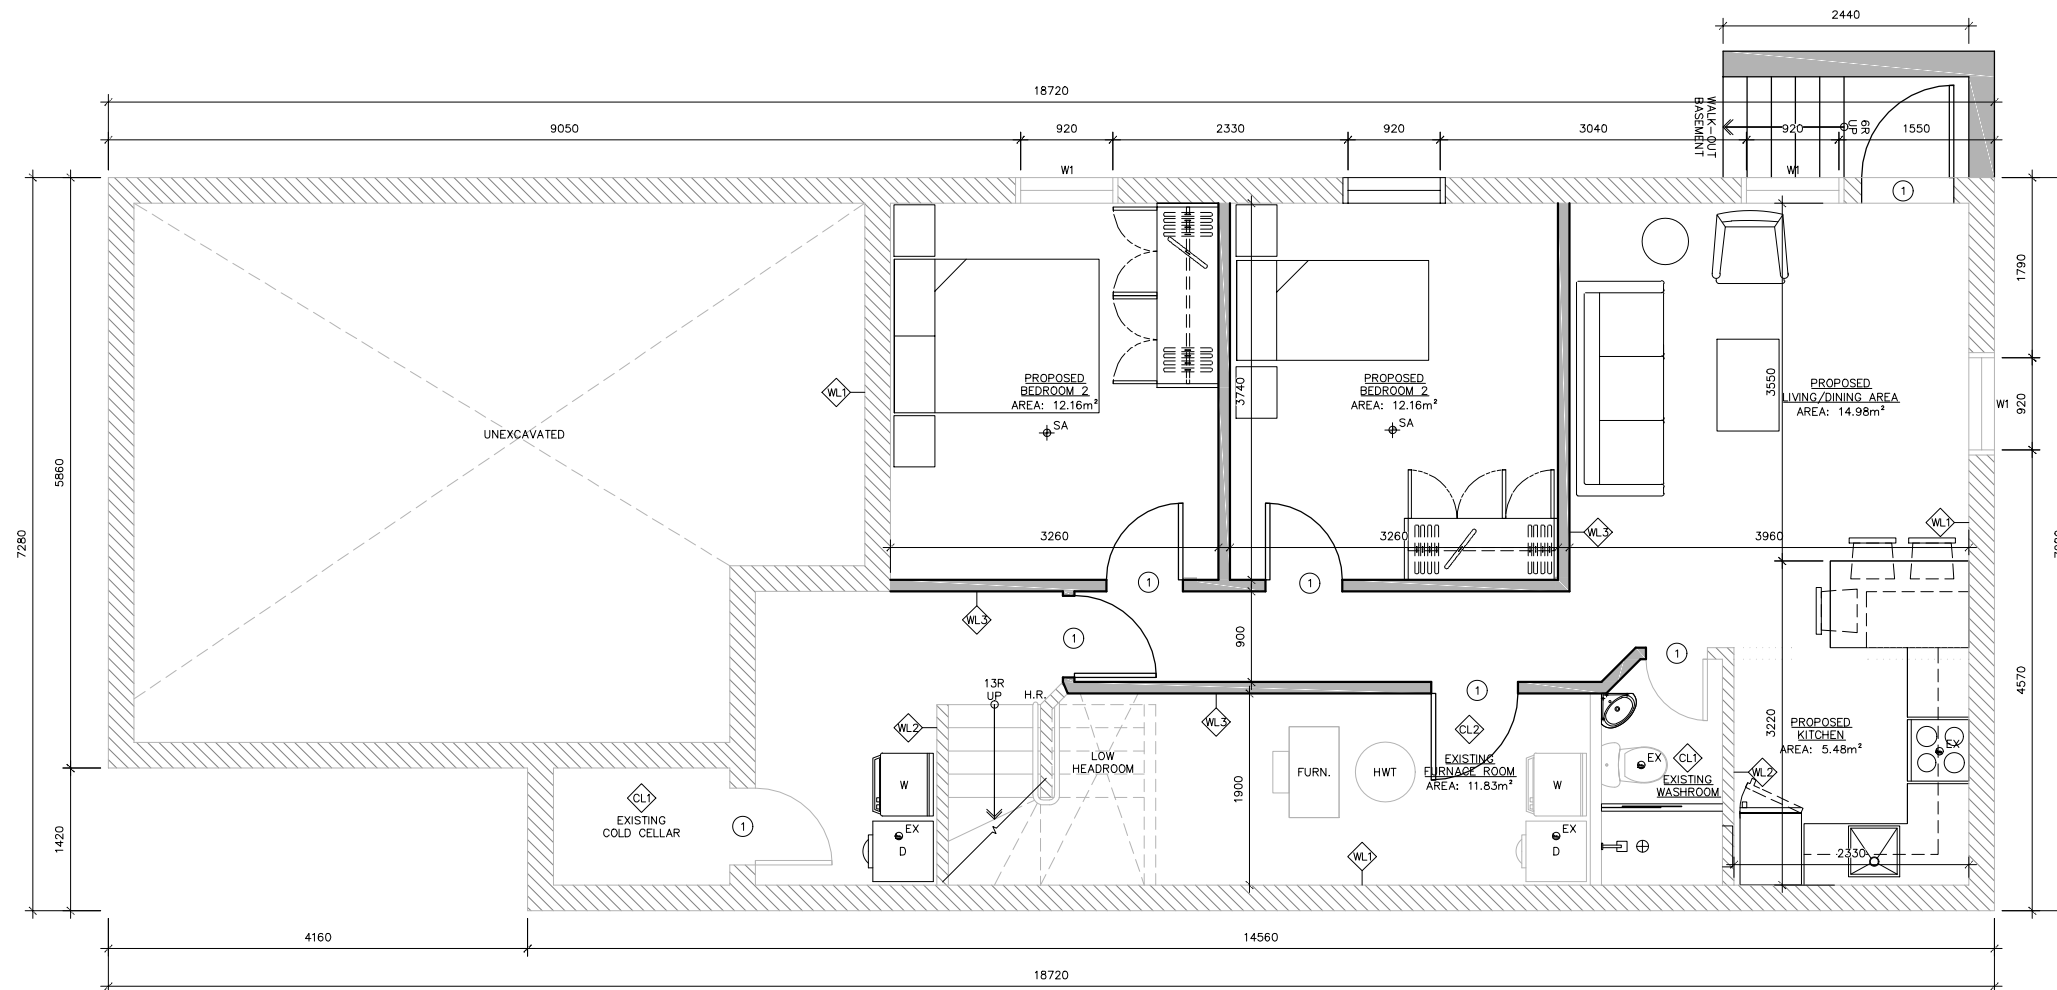 2440
18720
9050
920
2330
920
3040
920
1550
WALK-OUT
BASEMENT
6R
UP
W1
W1
1
7280
5860
1420
1790
920
4570
W1
UNEXCAVATED
WL1
PROPOSED
BEDROOM 2
AREA: 12.16m²
SA
3740
PROPOSED
BEDROOM 2
AREA: 12.16m²
SA
3550
PROPOSED
LIVING/DINING AREA
AREA: 14.98m²
WL1
WL3
3260
3260
3960
1
1
WL3
1
900
1
1
13R
UP
H.R.
WL2
WL3
LOW
HEADROOM
CL2
FURN.
HWT
EXISTING
FURNACE ROOM
AREA: 11.83m²
EX
CL1
EXISTING
WASHROOM
WL2
3220
PROPOSED
KITCHEN
AREA: 5.48m²
EX
CL1
EXISTING
COLD CELLAR
1
W
EX
D
1900
WL1
W
EX
D
2330
4160
14560
18720